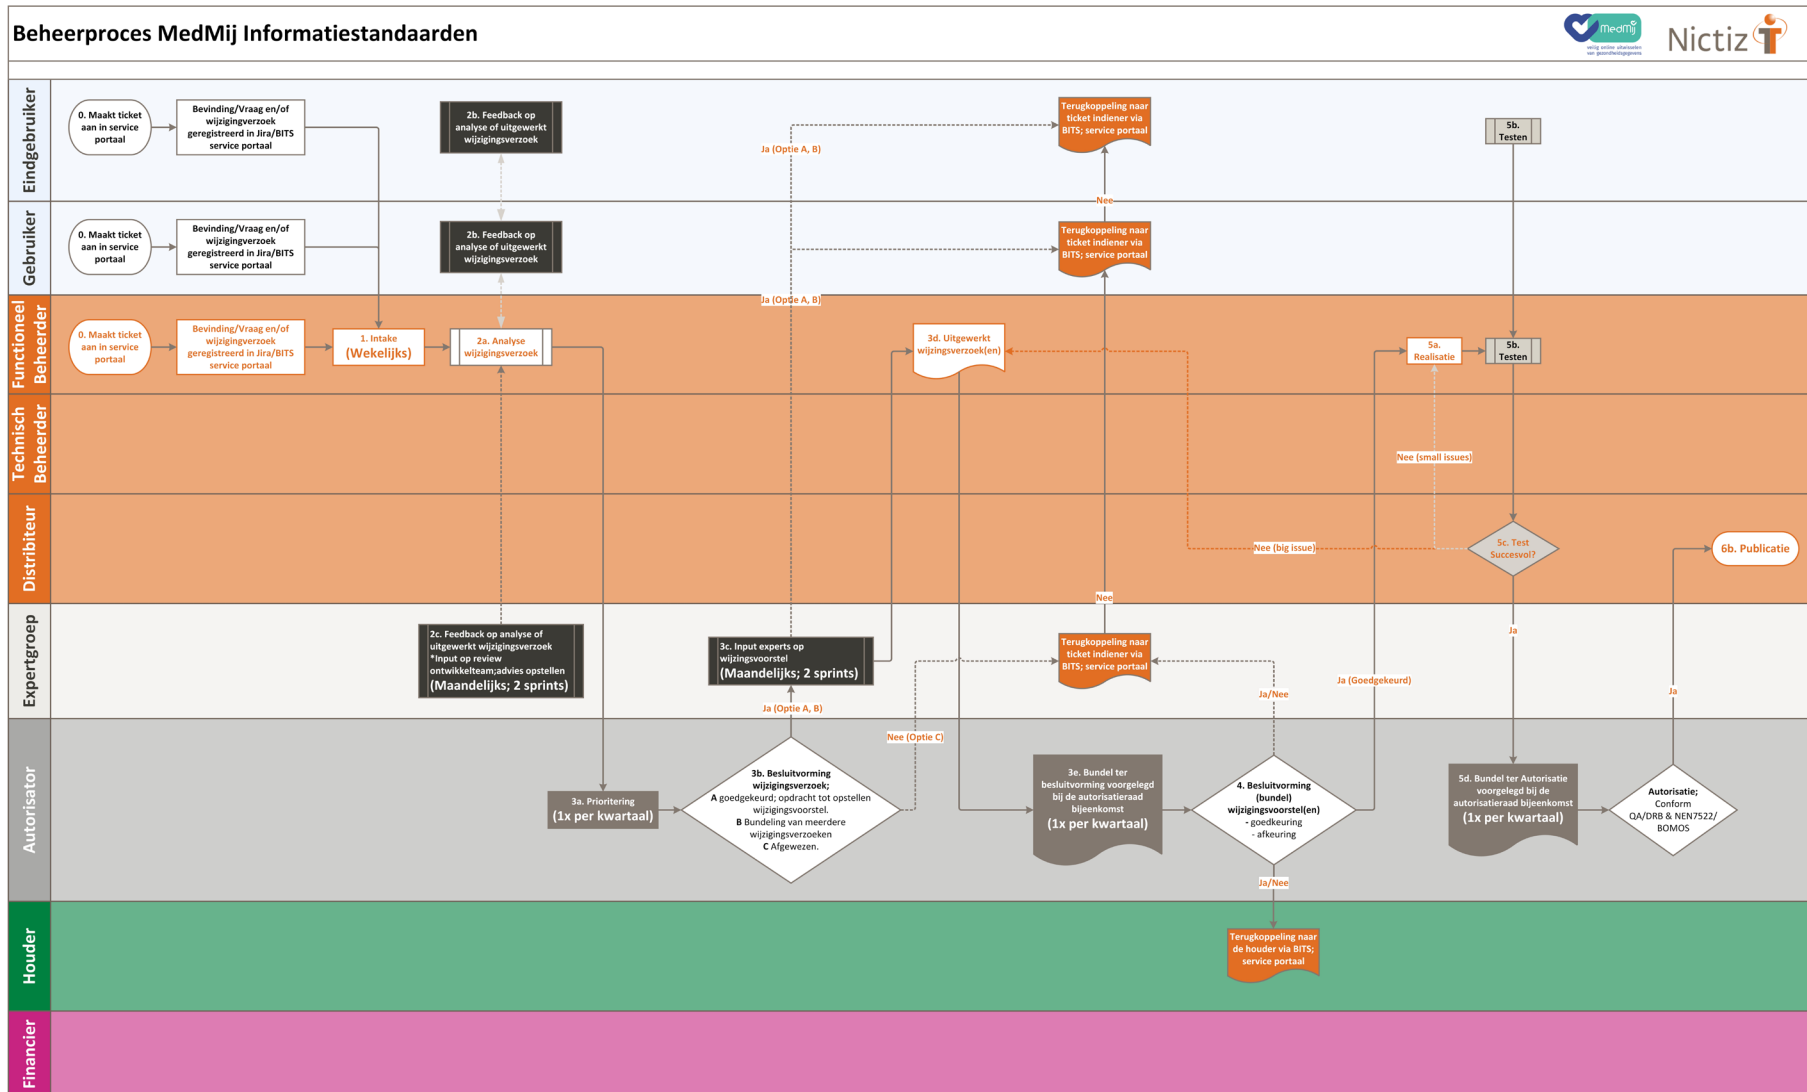 Beheerproces MedMij Informatiestandaarden
MedMij
veilig online uitwisselen
van gezondheidsgegevens
Nictiz
Eindgebruiker
0. Maakt ticket
aan in service
portaal
Bevinding/Vraag en/of
wijzigingverzoek
geregistreerd in Jira/BITS
service portaal
2b. Feedback op
analyse of uitgewerkt
wijzigingsverzoek
Ja (Optie A, B)
Terugkoppeling naar
ticket indiener via
BITS; service portaal
5b.
Testen
Nee
Gebruiker
0. Maakt ticket
aan in service
portaal
Bevinding/Vraag en/of
wijzigingverzoek
geregistreerd in Jira/BITS
service portaal
2b. Feedback op
analyse of uitgewerkt
wijzigingsverzoek
Terugkoppeling naar
ticket indiener via
BITS; service portaal
Ja (Optie A, B)
Functioneel
Beheerder
0. Maakt ticket
aan in service
portaal
Bevinding/Vraag en/of
wijzigingverzoek
geregistreerd in Jira/BITS
service portaal
1. Intake
(Wekelijks)
2a. Analyse
wijzigingsverzoek
3d. Uitgewerkt
wijzingsverzoek(en)
5a.
Realisatie
5b.
Testen
Technisch
Beheerder
Nee (small issues)
Distribiteur
Nee (big issue)
5c. Test
Succesvol?
6b. Publicatie
Nee
Expertgroep
2c. Feedback op analyse of
uitgewerkt wijzigingsverzoek
*Input op review
ontwikkelteam;advies opstellen
(Maandelijks; 2 sprints)
3c. Input experts op
wijzingsvoorstel
(Maandelijks; 2 sprints)
Terugkoppeling naar
ticket indiener via
BITS; service portaal
Ja
Ja (Goedgekeurd)
Ja/Nee
Ja
Ja (Optie A, B)
Nee (Optie C)
Autorisator
3a. Prioritering
(1x per kwartaal)
3b. Besluitvorming
wijzigingsverzoek;
A goedgekeurd; opdracht tot opstellen
wijzigingsvoorstel.
B Bundeling van meerdere
wijzigingsverzoeken
C Afgewezen.
3e. Bundel ter
besluitvorming voorgelegd
bij de autorisatieraad
bijeenkomst
(1x per kwartaal)
4. Besluitvorming
(bundel)
wijzigingsvoorstel(en)
- goedkeuring
- afkeuring
5d. Bundel ter Autorisatie
voorgelegd bij de
autorisatieraad bijeenkomst
(1x per kwartaal)
Autorisatie;
Conform
QA/DRB & NEN7522/
BOMOS
Ja/Nee
Houder
Terugkoppeling naar
de houder via BITS;
service portaal
Financier